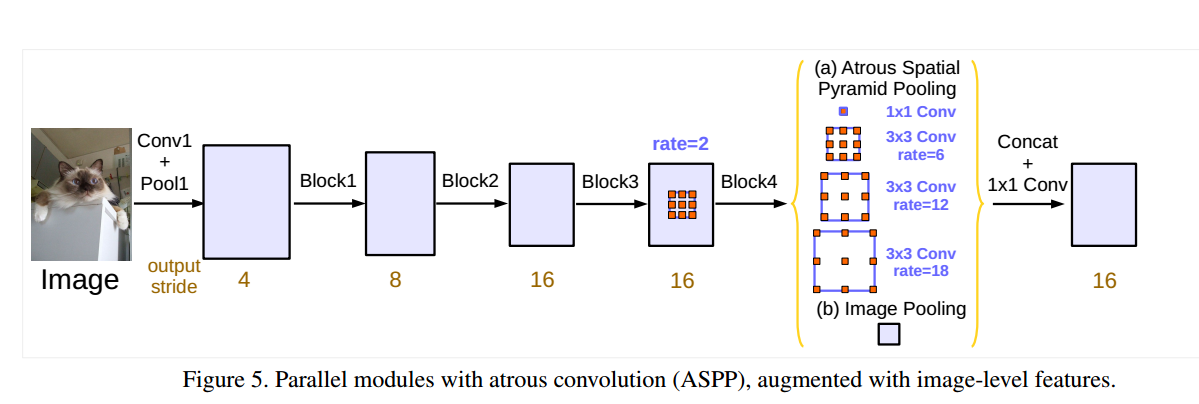 (a) Atrous Spatial
Pyramid Pooling
1x1 Conv
3x3 Conv
rate=6
3x3 Conv
rate=12
3x3 Conv
rate=18
(b) Image Pooling
Conv1
+
Pool1
Block1
Block2
Block3
rate=2
Block4
Concat
+
1x1 Conv
Image
output
stride
4
8
16
16
16
Figure 5. Parallel modules with atrous convolution (ASPP), augmented with image-level features.